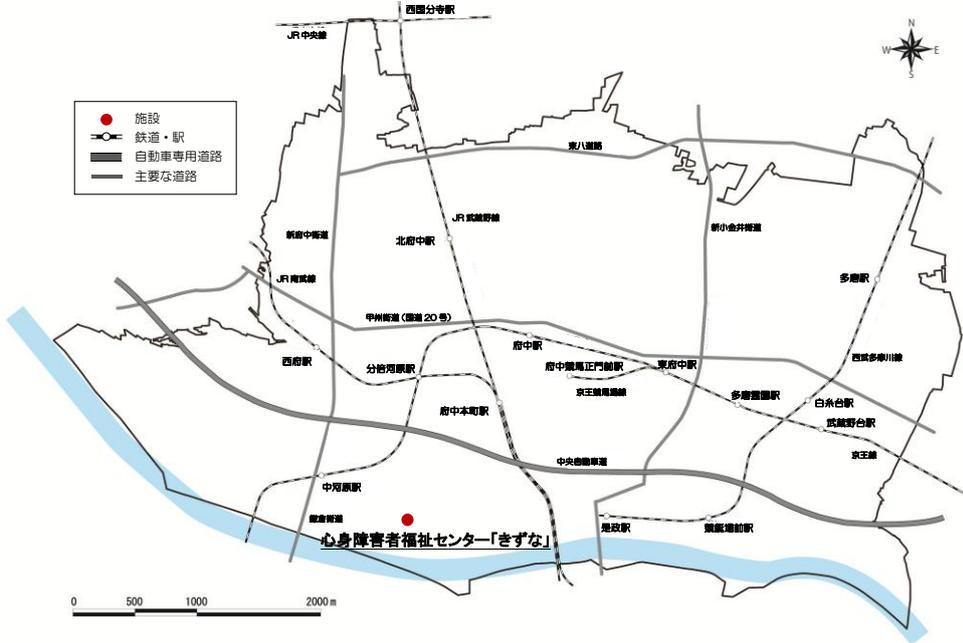 西国分寺駅
JR中央線
N
W
E
S
施設
鉄道・駅
自動車専用道路
主要な道路
東八道路
JR武蔵野線
新府中街道
北府中駅
新小金井街道
JR南武線
多磨駅
甲州街道(国道20号)
府中駅
西府駅
分倍河原駅
府中競馬正門前駅
東府中駅
西武多摩川線
京王競馬場線
多磨霊園駅
白糸台駅
府中本町駅
武蔵野台駅
京王線
中央自動車道
中河原駅
鎌倉街道
是政駅
競艇場前駅
心身障害者福祉センター「きずな」
0 500 1000 2000m